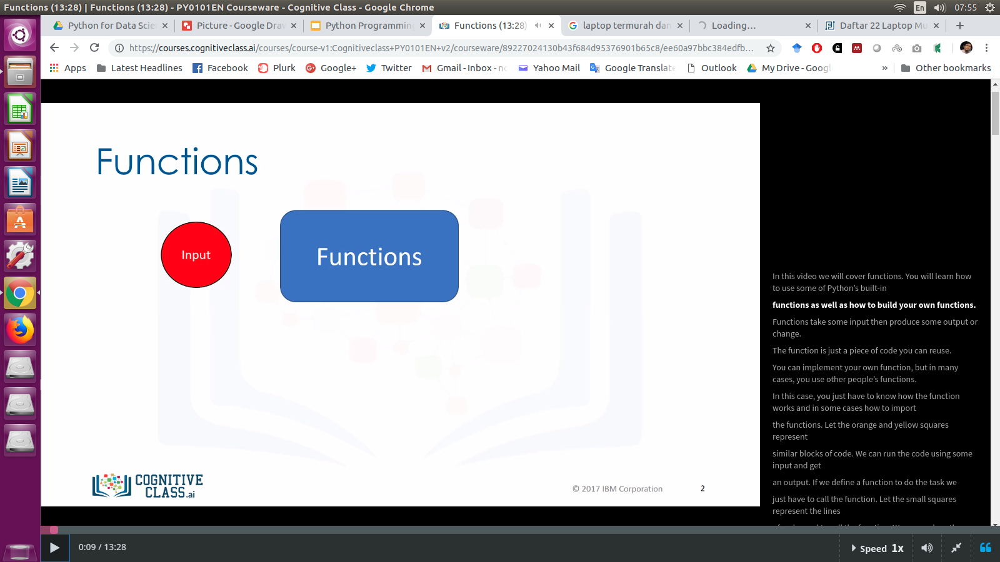 Functions (13:28) | Functions (13:28) - PY0101EN Courseware - Cognitive Class - Google Chrome
En
07:55
Python for Data Scie
Picture - Google Drav
Python Programming
Functions (13:28)
laptop termurah dan
Loading...
Daftar 22 Laptop Mu
https://courses.cognitiveclass.ai/courses/course-v1:Cognitiveclass+PY0101EN+v2/courseware/89227024130b43f684d95376901b65c8/ee60a97bbc384edfb...
Apps
Latest Headlines
Facebook
Plurk
Google+
Twitter
Gmail - Inbox - no
Yahoo Mail
Google Translate
Outlook
My Drive - Googl
»
Other bookmarks
Functions
Input
Functions
COGNITIVE
CLASS.ai
© 2017 IBM Corporation
2
In this video we will cover functions. You will learn how
to use some of Python's built-in
functions as well as how to build your own functions.
Functions take some input then produce some output or
change.
The function is just a piece of code you can reuse.
You can implement your own function, but in many
cases, you use other people's functions.
In this case, you just have to know how the function
works and in some cases how to import
the functions. Let the orange and yellow squares
represent
similar blocks of code. We can run the code using some
input and get
an output. If we define a function to do the task we
just have to call the function. Let the small squares
represent the lines
0:09 / 13:28
Speed 1x